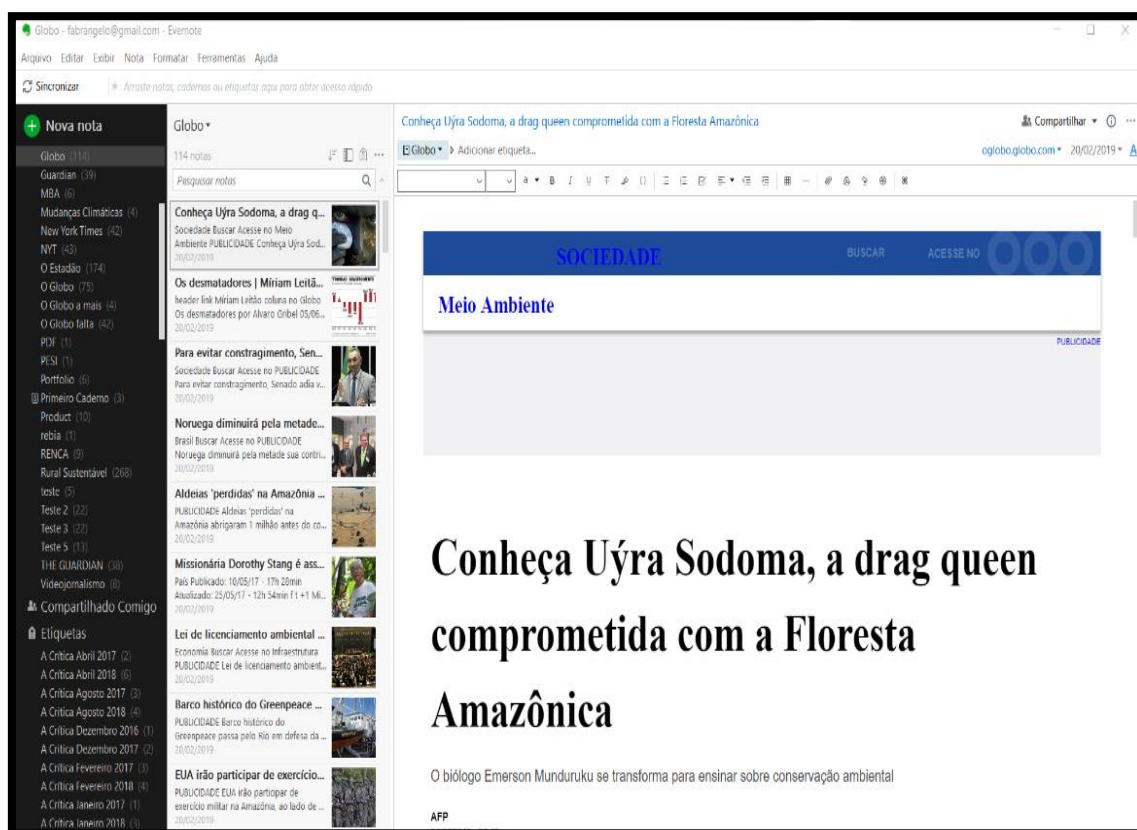 Globo - fabrangelo@gmail.com - Evernote
Arquivo Editar Exibir Nota Formatar Ferramentas Ajuda
Sincronizar
Arraste notas, cadernos ou etiquetas aqui para obter acesso rápido
Nova nota
Globo (114)
Guardian (39)
MBA (6)
Mudanças Climáticas (4)
New York Times (42)
NYT (43)
O Estadão (174)
O Globo (75)
O Globo a mais (4)
O Globo falta (42)
PDF (1)
PESI (1)
Portfolio (6)
Primeiro Caderno (3)
Product (10)
rebia (1)
RENCA (9)
Rural Sustentável (268)
teste (5)
Teste 2 (22)
Teste 3 (22)
Teste 5 (13)
THE GUARDIAN (38)
Videojornalismo (8)
Compartilhado Comigo
Etiquetas
A Crítica Abril 2017 (2)
A Crítica Abril 2018 (6)
A Crítica Agosto 2017 (3)
A Crítica Agosto 2018 (4)
A Crítica Dezembro 2016 (1)
A Crítica Dezembro 2017 (2)
A Crítica Fevereiro 2017 (3)
A Crítica Fevereiro 2018 (4)
A Crítica Janeiro 2017 (1)
A Crítica Janeiro 2018 (3)
Globo
114 notas
Pesquisar notas
Conheça Uýra Sodoma, a drag q...
Sociedade Buscar Acesse no Meio
Ambiente PUBLICIDADE Conheça Uýra Sod...
20/02/2019
Os desmatadores | Míriam Leitã...
header link Míriam Leitão coluna no Globo
Os desmatadores por Alvaro Gribel 05/06...
20/02/2019
Para evitar constragimento, Sen...
Sociedade Buscar Acesse no PUBLICIDADE
Para evitar constragimento, Senado adia v...
20/02/2019
Noruega diminuirá pela metade...
Brasil Buscar Acesse no PUBLICIDADE
Noruega diminuirá pela metade sua contri...
20/02/2019
Aldeias 'perdidas' na Amazônia ...
PUBLICIDADE Aldeias 'perdidas' na
Amazônia abrigaram 1 milhão antes do co...
20/02/2019
Missionária Dorothy Stang é ass...
País Publicado: 10/05/17 - 17h 28min
Atualizado: 25/05/17 - 12h 54min f t +1 Mi...
20/02/2019
Lei de licenciamento ambiental ...
Economia Buscar Acesse no Infraestrutura
PUBLICIDADE Lei de licenciamento ambient...
20/02/2019
Barco histórico do Greenpeace ...
PUBLICIDADE Barco histórico do
Greenpeace passa pelo Rio em defesa da ...
20/02/2019
EUA irão participar de exercício...
PUBLICIDADE EUA irão participar de
exercício militar na Amazônia, ao lado de ...
20/02/2019
Conheça Uýra Sodoma, a drag queen comprometida com a Floresta Amazônica
Compartilhar
Globo Adicionar etiqueta...
oglobo.globo.com 20/02/2019
SOCIEDADE BUSCAR ACESSE NO
Meio Ambiente
PUBLICIDADE
Conheça Uýra Sodoma, a drag queen
comprometida com a Floresta
Amazônica
O biólogo Emerson Munduruku se transforma para ensinar sobre conservação ambiental
AFP